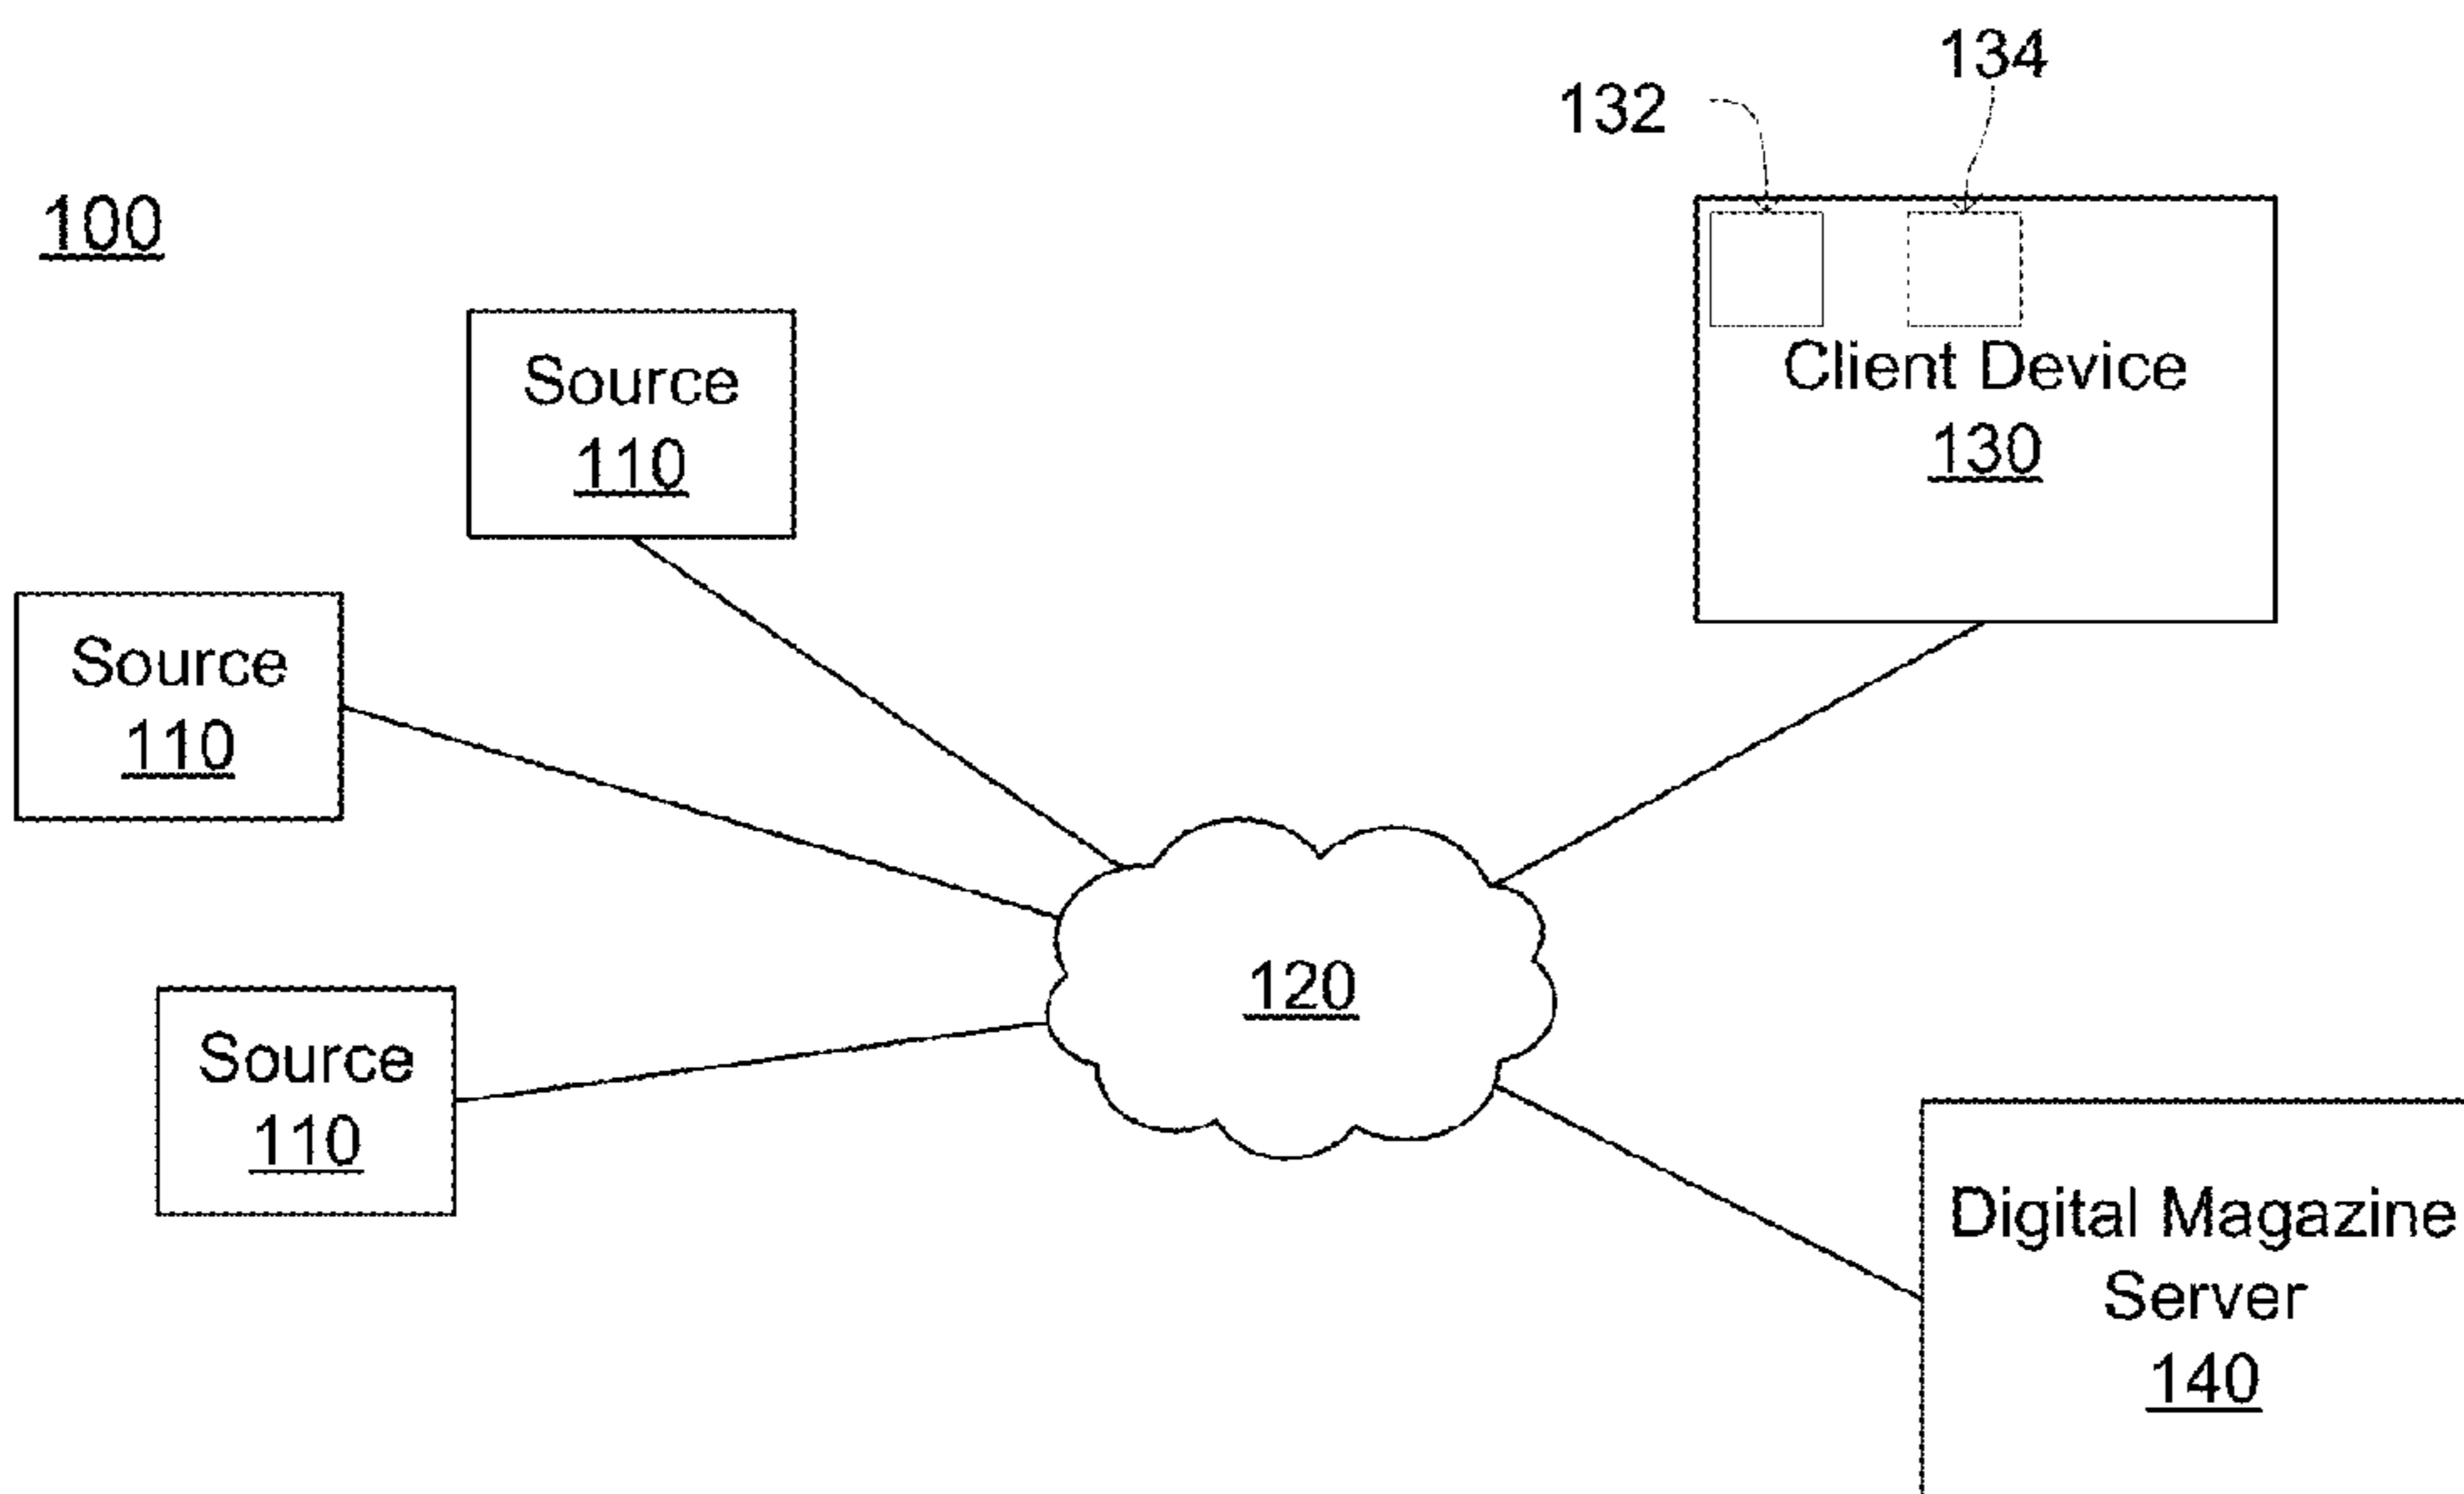 134
132
100
Source
110
Client Device
130
Source
110
120
Source
110
Digital Magazine
Server
140